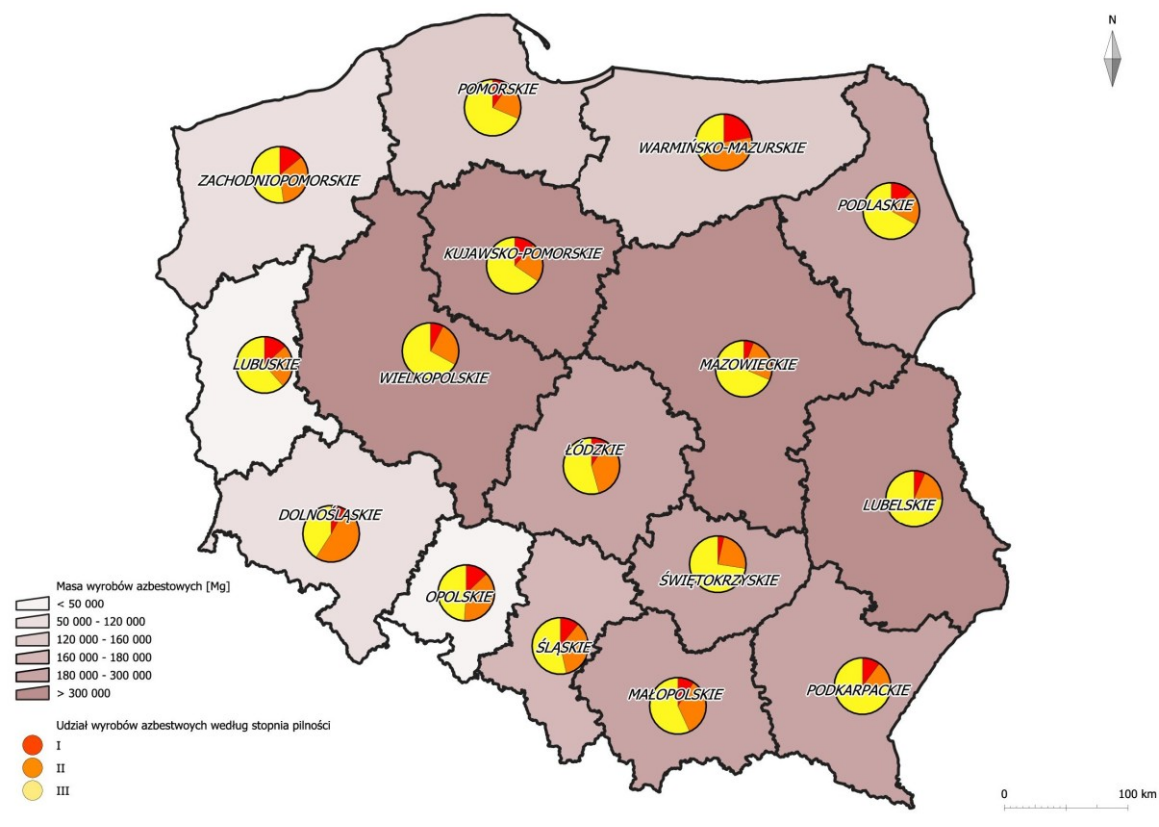 N
POMORSKIE
WARMIŃSKO-MAZURSKIE
ZACHODNIOPOMORSKIE
PODLASKIE
KUJAWSKO-POMORSKIE
LUBUSKIE
WIELKOPOLSKIE
MAZOWIECKIE
ŁÓDZKIE
LUBELSKIE
DOLNOŚLĄSKIE
ŚWIĘTOKRZYSKIE
OPOLSKIE
ŚLĄSKIE
MAŁOPOLSKIE
PODKARPACKIE
Masa wyrobów azbestowych [Mg]
< 50 000
50 000 - 120 000
120 000 - 160 000
160 000 - 180 000
180 000 - 300 000
> 300 000
Udział wyrobów azbestwoych według stopnia pilności
I
II
III
0 100 km